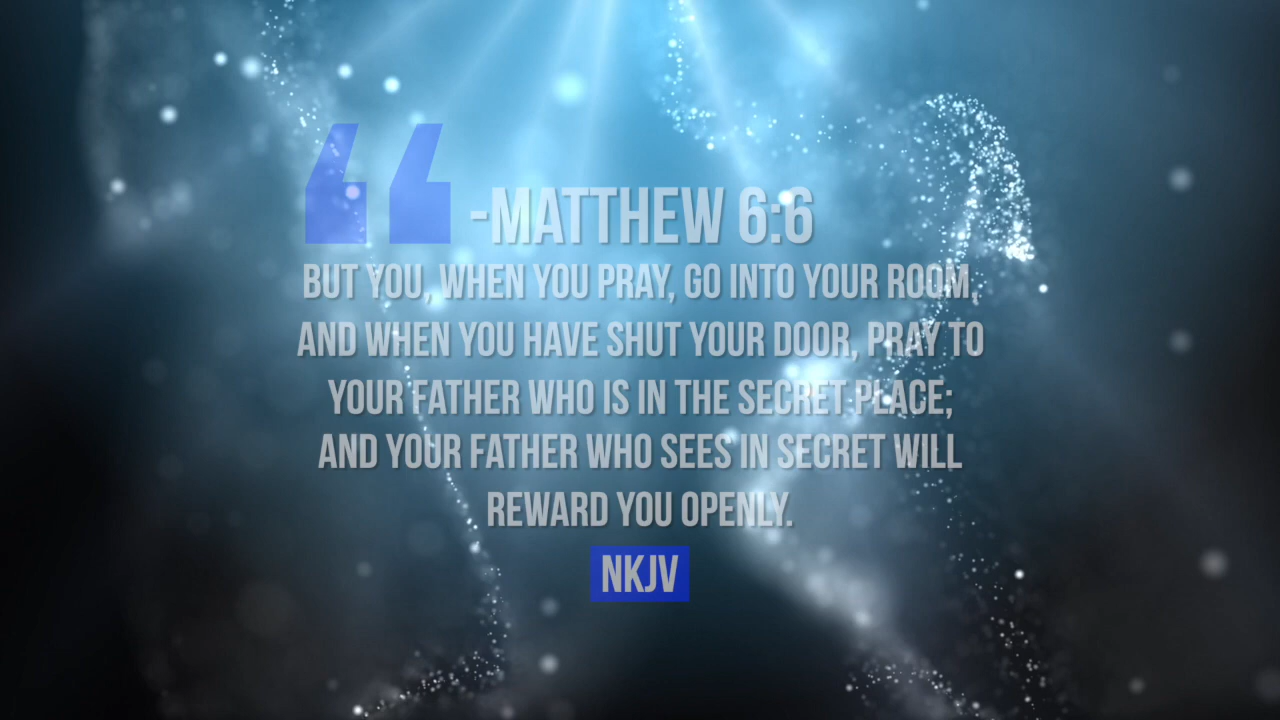 “ -MATTHEW 6:6
BUT YOU, WHEN YOU PRAY, GO INTO YOUR ROOM,
AND WHEN YOU HAVE SHUT YOUR DOOR, PRAY TO
YOUR FATHER WHO IS IN THE SECRET PLACE;
AND YOUR FATHER WHO SEES IN SECRET WILL
REWARD YOU OPENLY.
NKJV